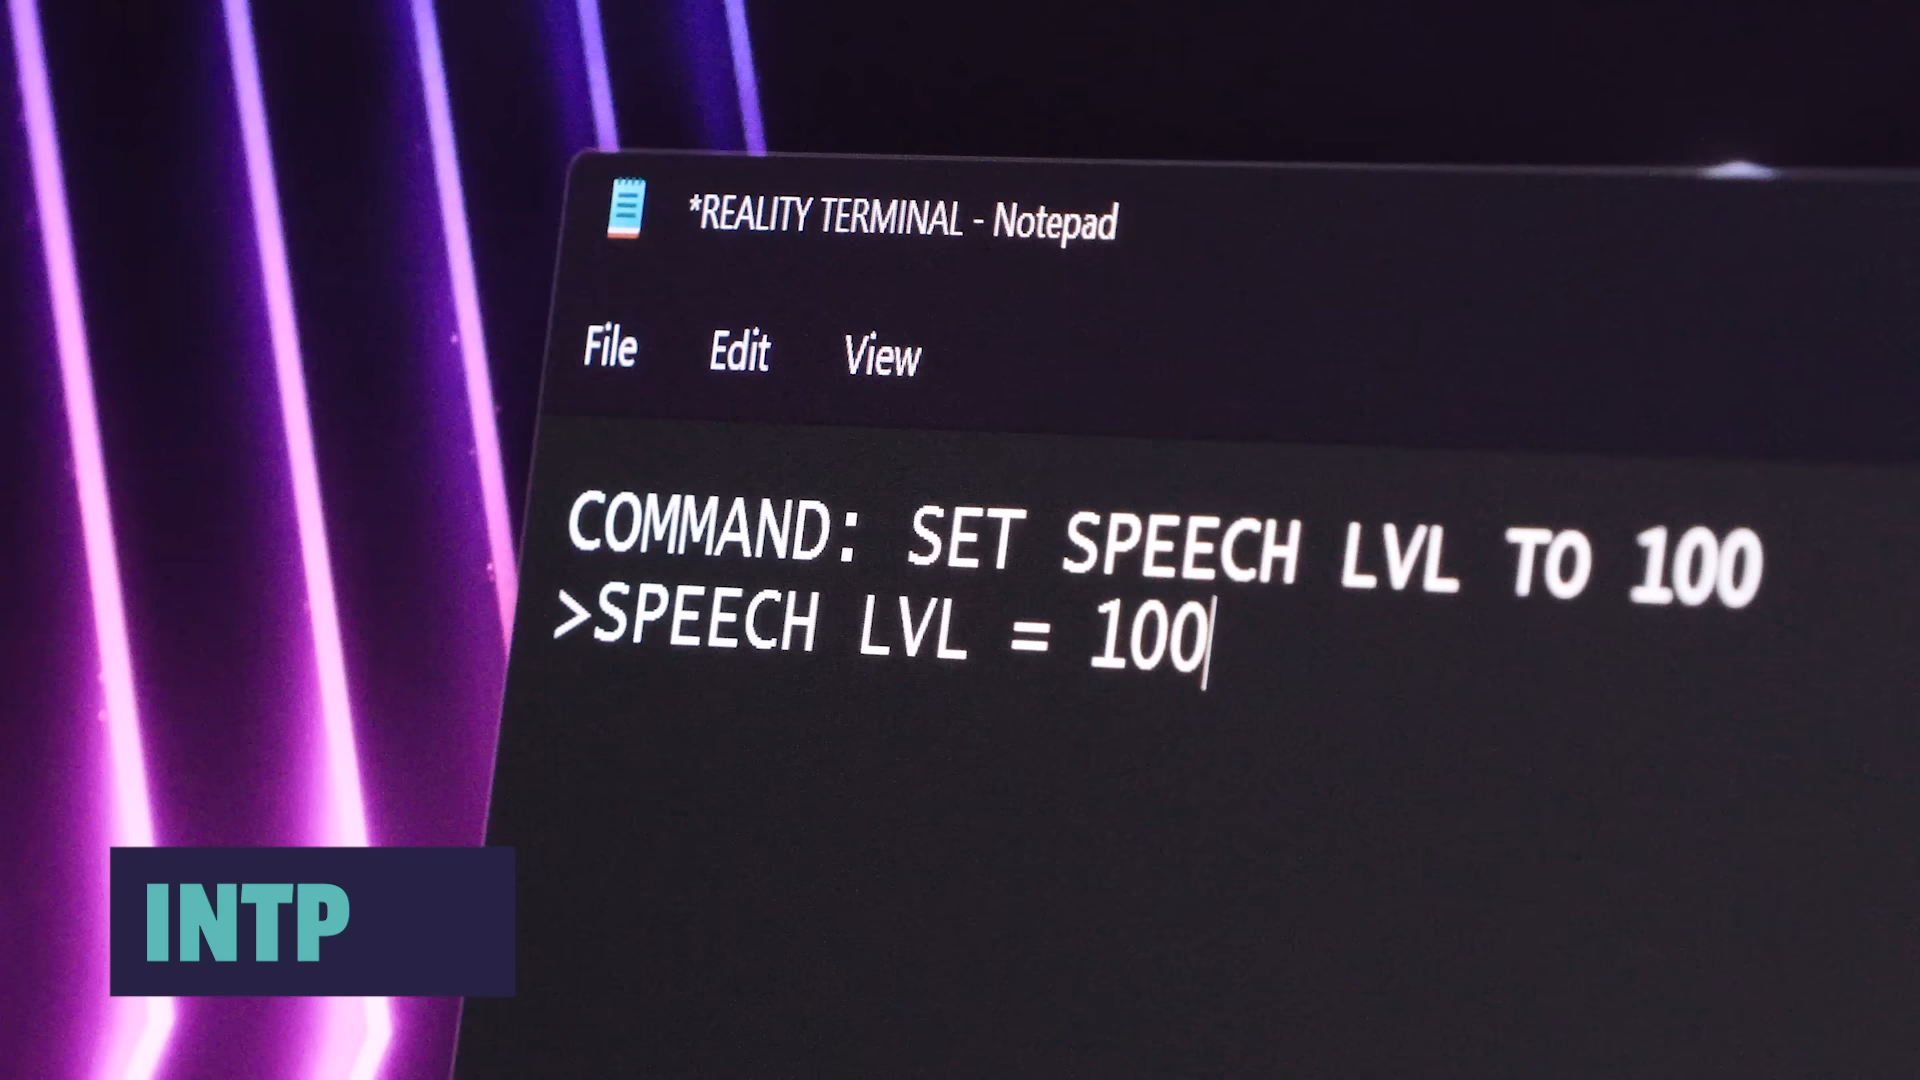 *REALITY TERMINAL - Notepad
File Edit View
COMMAND: SET SPEECH LVL TO 100
>SPEECH LVL = 100
INTP